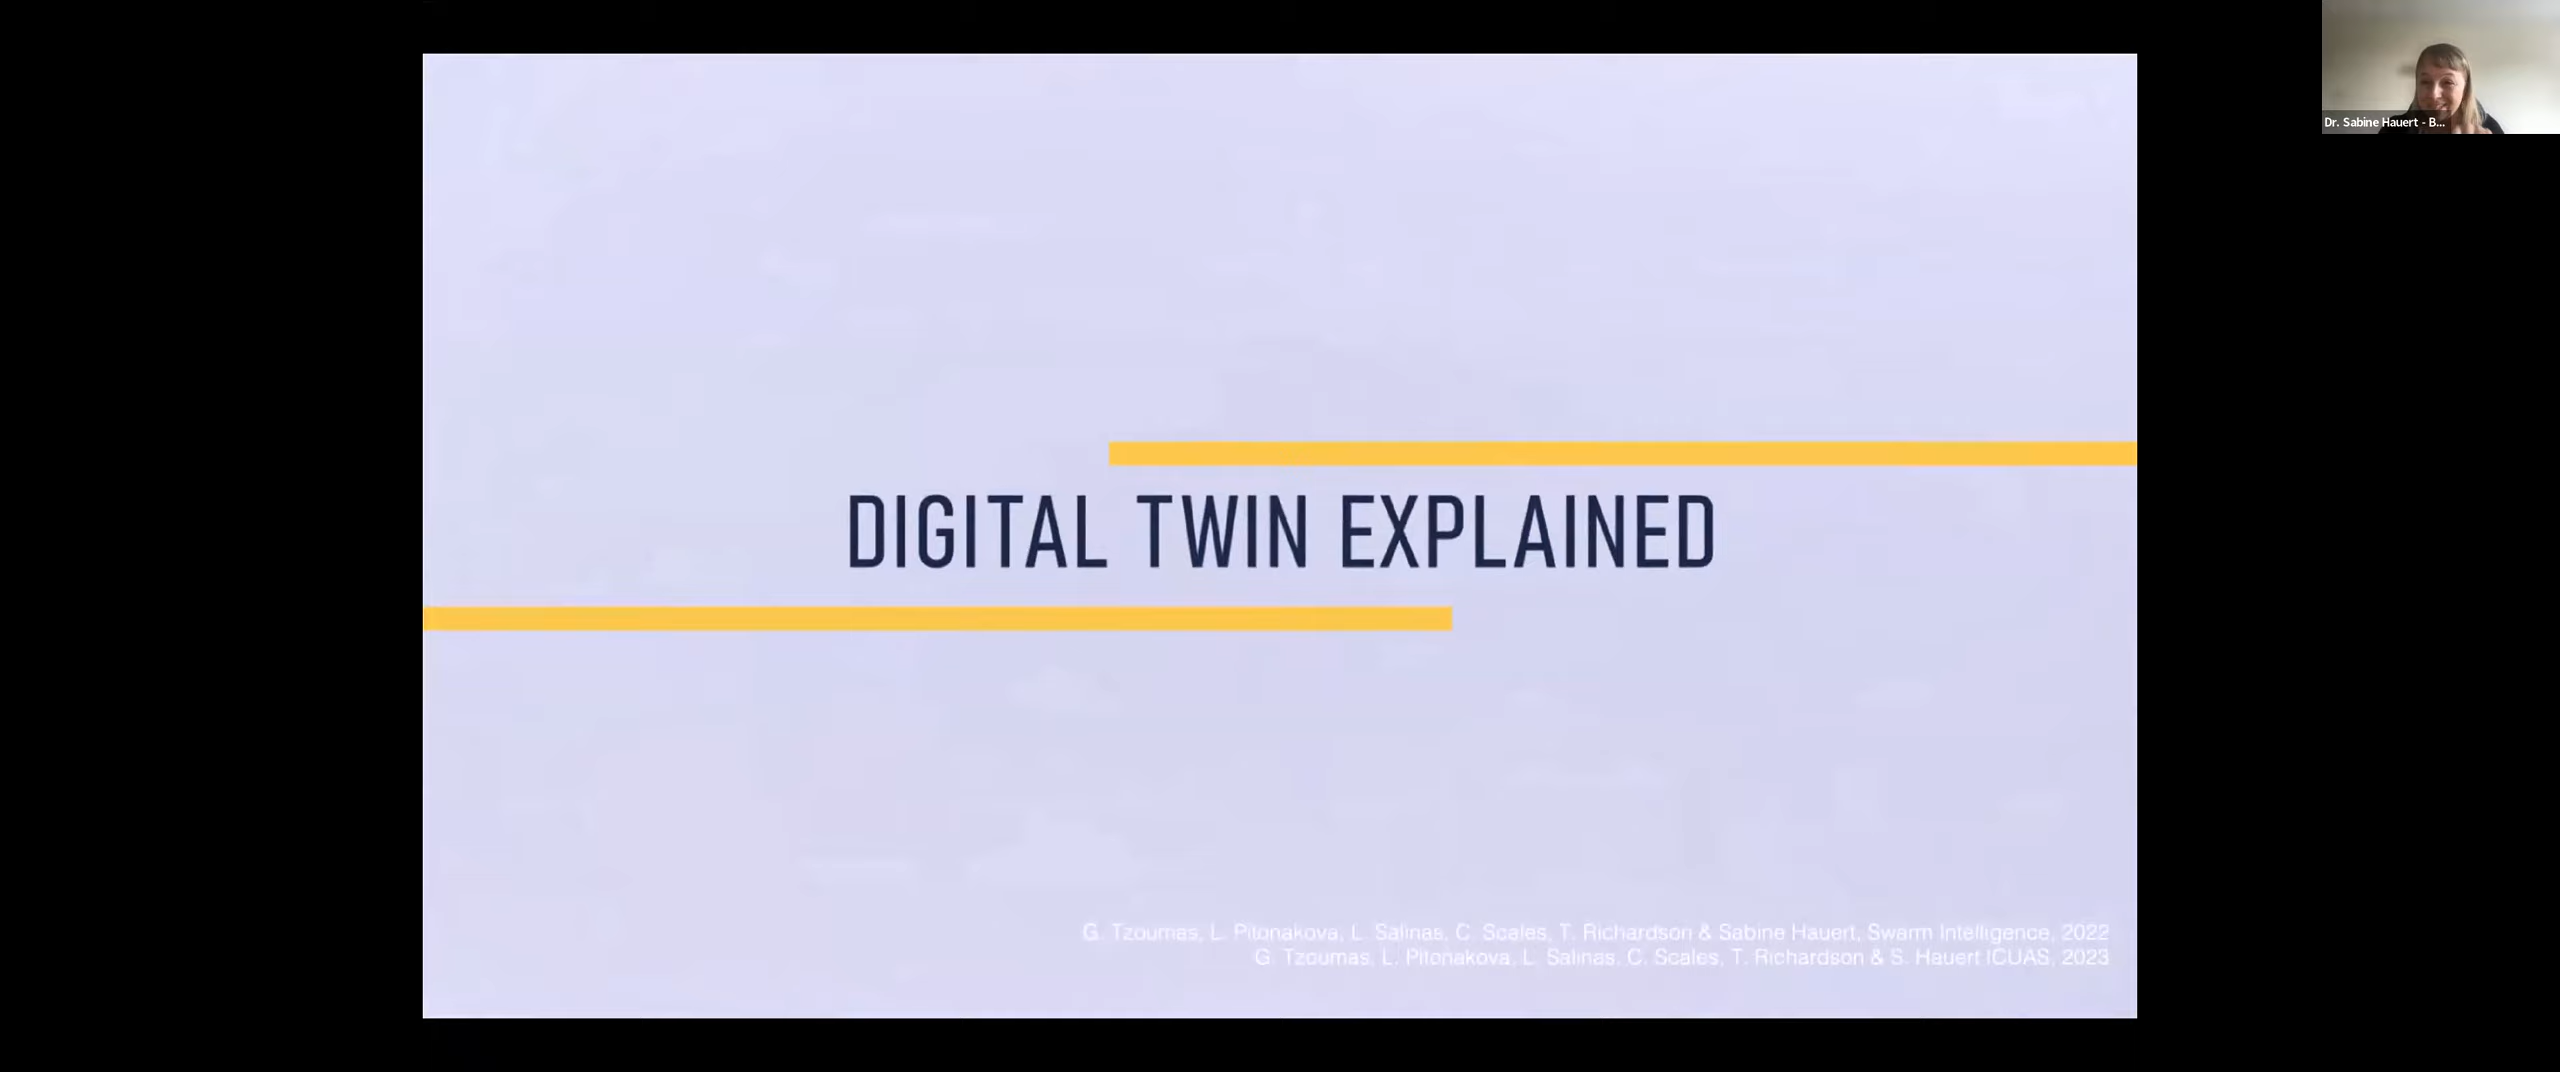 Dr. Sabine Hauert - B...
DIGITAL TWIN EXPLAINED
G. Tzoumas, L. Pitonakova, L. Salinas, C. Scales, T. Richardson & Sabine Hauert, Swarm Intelligence, 2022
G. Tzoumas, L. Pitonakova, L. Salinas, C. Scales, T. Richardson & S. Hauert ICUAS, 2023